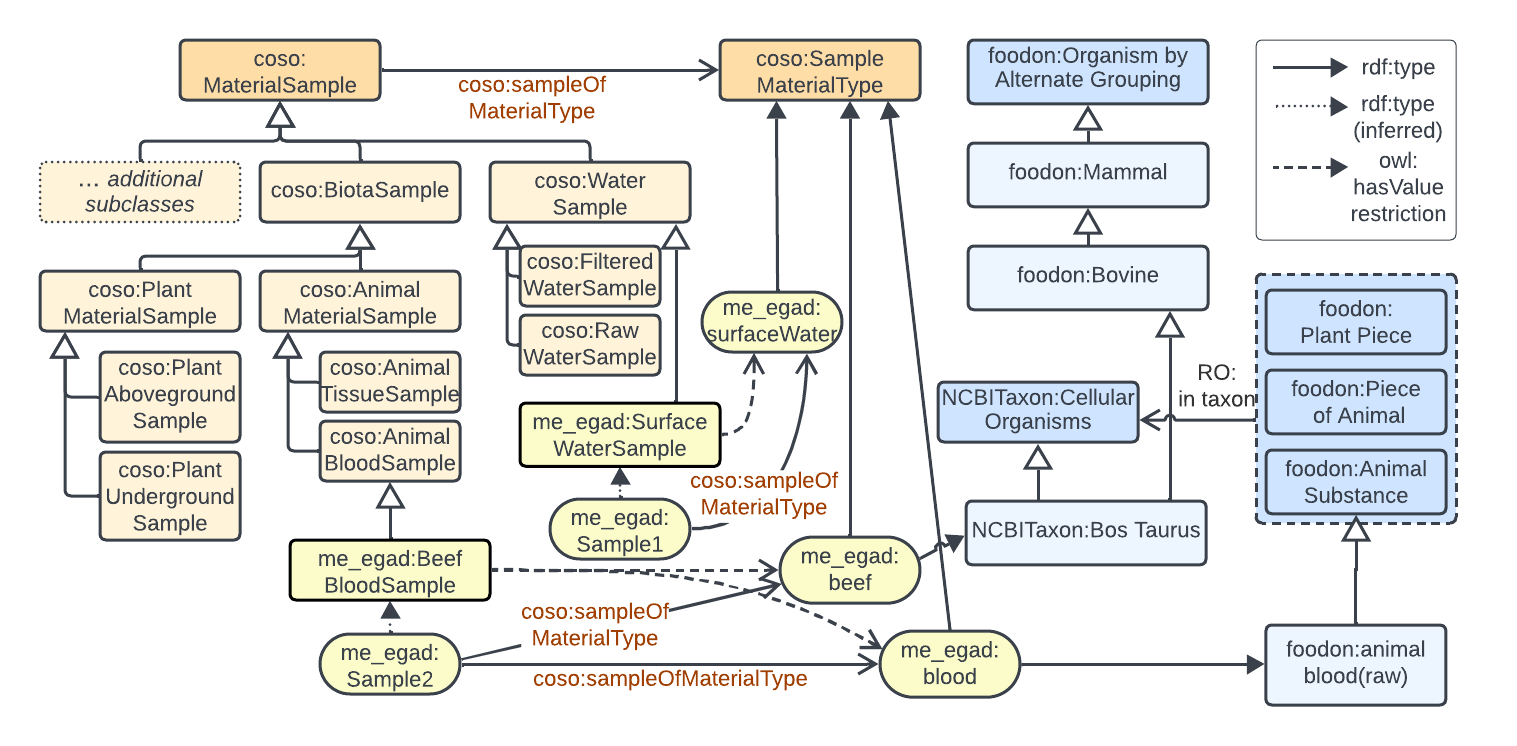 coso:
MaterialSample
coso:sampleOf
MaterialType
coso:Sample
MaterialType
foodon:Organism by
Alternate Grouping
rdf:type
rdf:type
(inferred)
owl:
hasValue
restriction
... additional
subclasses
coso:BiotaSample
coso:Water
Sample
foodon:Mammal
coso:Plant
MaterialSample
coso:Animal
MaterialSample
coso:Filtered
WaterSample
coso:Raw
WaterSample
me_egad:
surfaceWater
foodon:Bovine
foodon:
Plant Piece
foodon:Piece
of Animal
foodon:Animal
Substance
RO:
in taxon
coso:Plant
Aboveground
Sample
coso:Animal
TissueSample
coso:Animal
BloodSample
coso:Plant
Underground
Sample
me_egad:Surface
WaterSample
NCBITaxon:Cellular
Organisms
coso:sampleOf
MaterialType
me_egad:
Sample1
NCBITaxon:Bos Taurus
me_egad:Beef
BloodSample
me_egad:
beef
coso:sampleOf
MaterialType
me_egad:
Sample2
coso:sampleOfMaterialType
me_egad:
blood
foodon:animal
blood(raw)